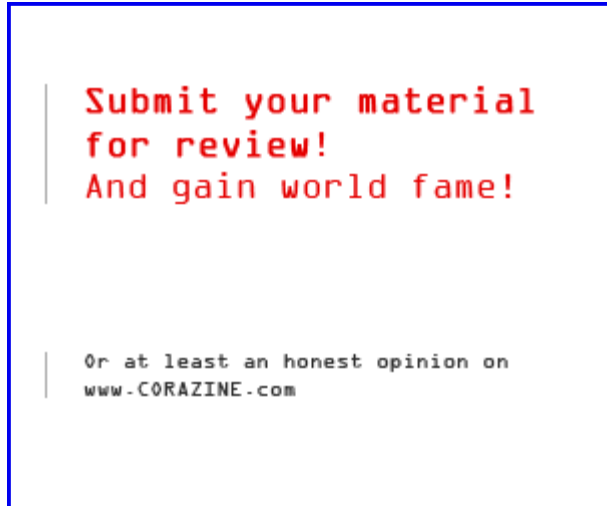 Submit your material
for review!
And gain world fame!
Or at least an honest opinion on
www.CORAZINE.com